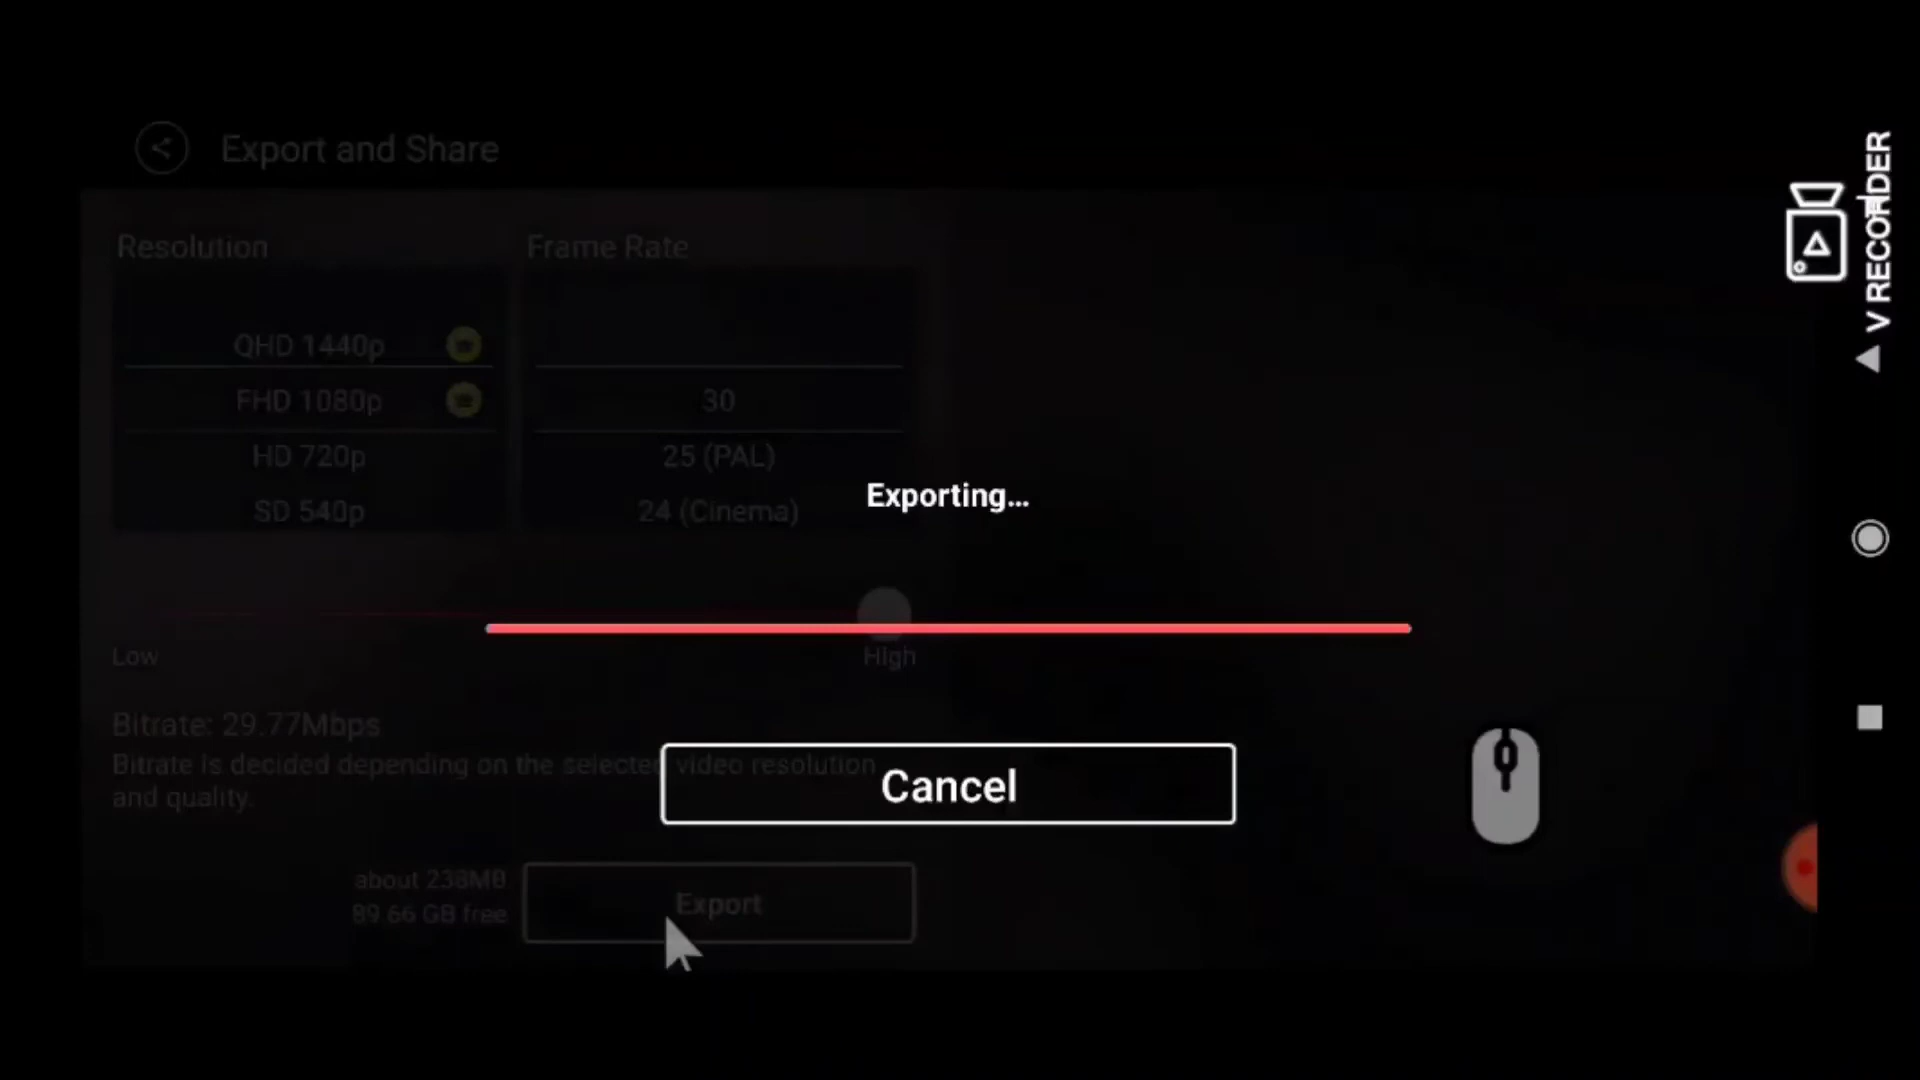 Export and Share
Resolution
Frame Rate
QHD 1440p
FHD 1080p
30
HD 720p
25 (PAL)
SD 540p
24 (Cinema)
Exporting...
Low
High
Bitrate: 29.77Mbps
Bitrate is decided depending on the selected video resolution
and quality.
Cancel
about 238MB
89.66 GB free
Export
V RECORDER